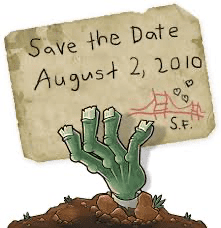 Save the Date
August 2, 2010
S.F.